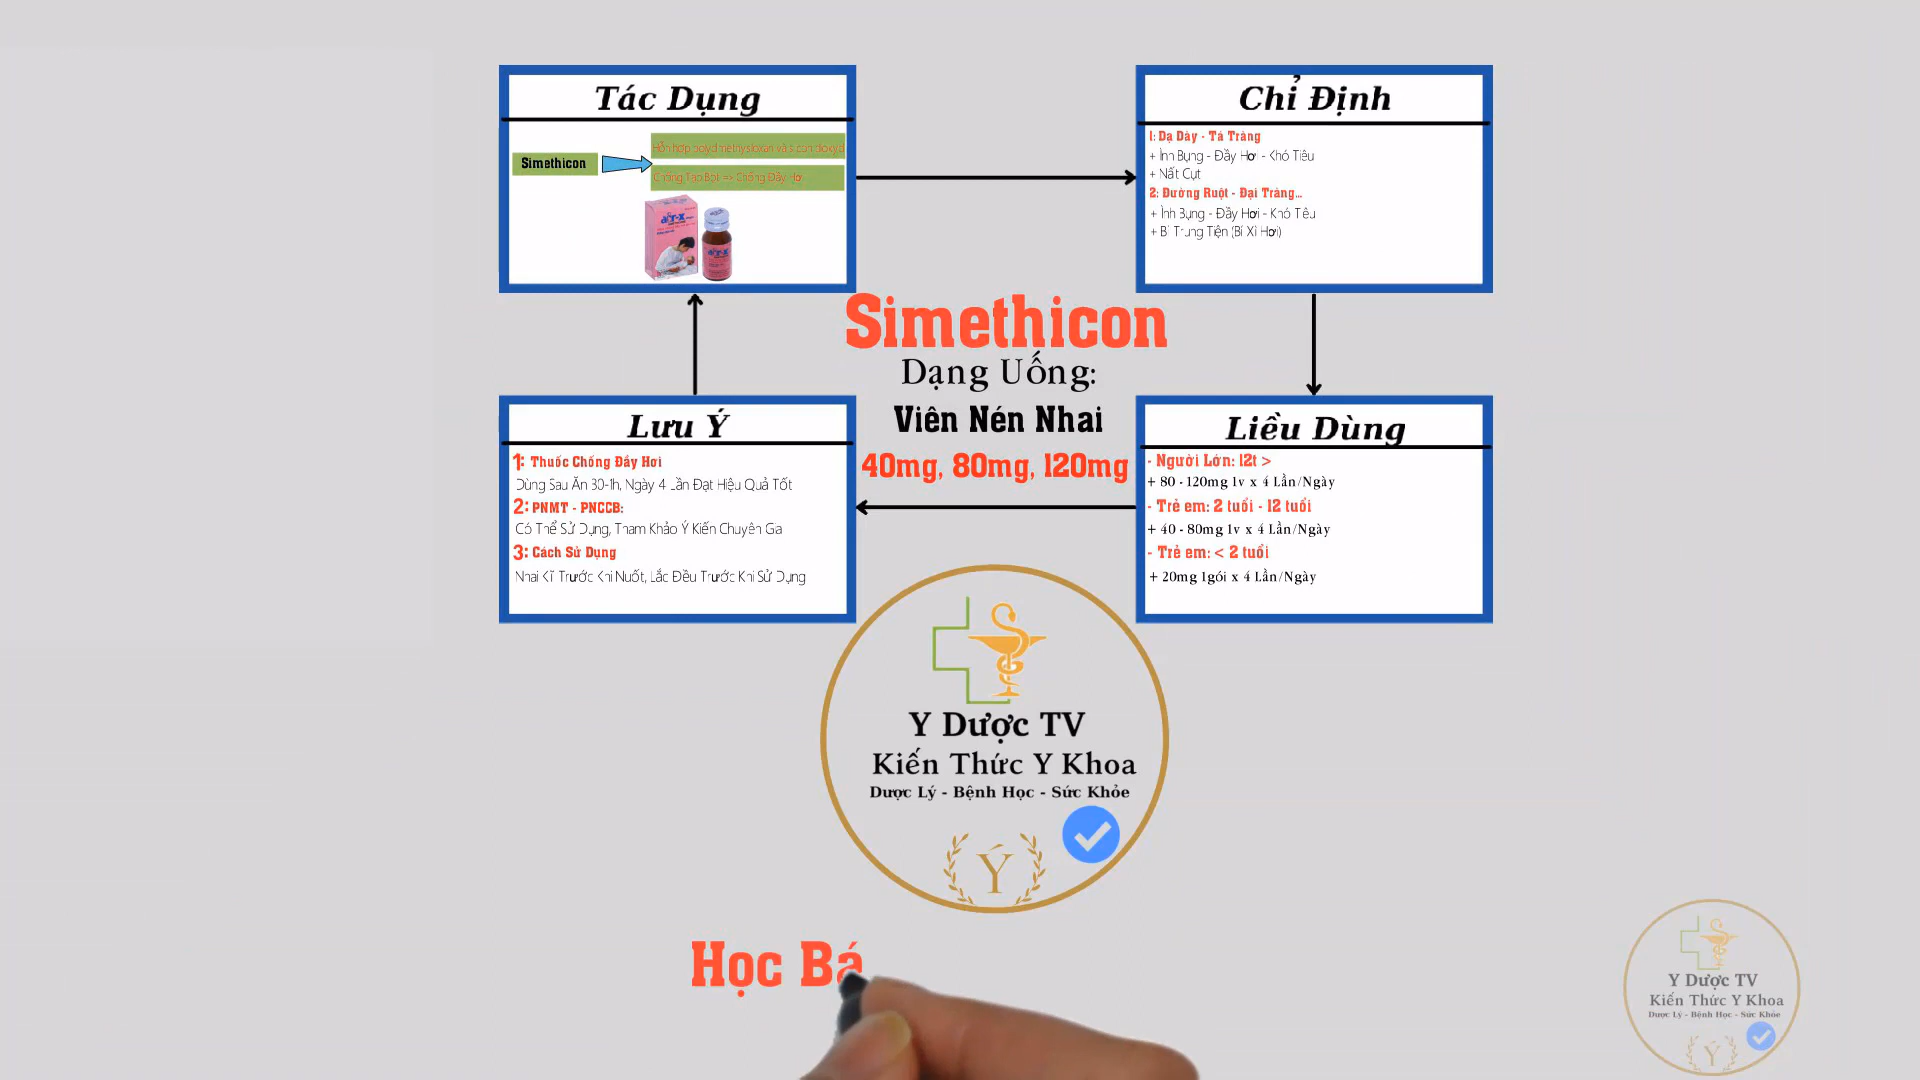 Tác Dụng
Simethicon
Hỗn hợp polydimethylsiloxan và silicon dioxyd
Chống Tạo Bọt => Chống Đầy Hơi
Chỉ Định
1: Dạ Dày - Tá Tràng
+ Ình Bụng - Đầy Hơi - Khó Tiêu
+ Nất Cụt
2: Đường Ruột - Đại Tràng...
+ Ình Bụng - Đầy Hơi - Khó Tiêu
+ Bí Trung Tiện (Bí Xì Hơi)
Simethicon
Dạng Uống:
Viên Nén Nhai
40mg, 80mg, 120mg
Lưu Ý
1: Thuốc Chống Đầy Hơi
Dùng Sau Ăn 30-1h, Ngày 4 Lần Đạt Hiệu Quả Tốt
2: PNMT - PNCCB:
Có Thể Sử Dụng, Tham Khảo Ý Kiến Chuyên Gia
3: Cách Sử Dụng
Nhai Kĩ Trước Khi Nuốt, Lắc Đều Trước Khi Sử Dụng
Liều Dùng
- Người Lớn: 12t >
+ 80 - 120mg 1v x 4 Lần/Ngày
- Trẻ em: 2 tuổi - 12 tuổi
+ 40 - 80mg 1v x 4 Lần/Ngày
- Trẻ em: < 2 tuổi
+ 20mg 1gói x 4 Lần/Ngày
Y Dược TV
Kiến Thức Y Khoa
Dược Lý - Bệnh Học - Sức Khỏe
Ý
Học Bá
Y Dược TV
Kiến Thức Y Khoa
Dược Lý - Bệnh Học - Sức Khỏe
Ý